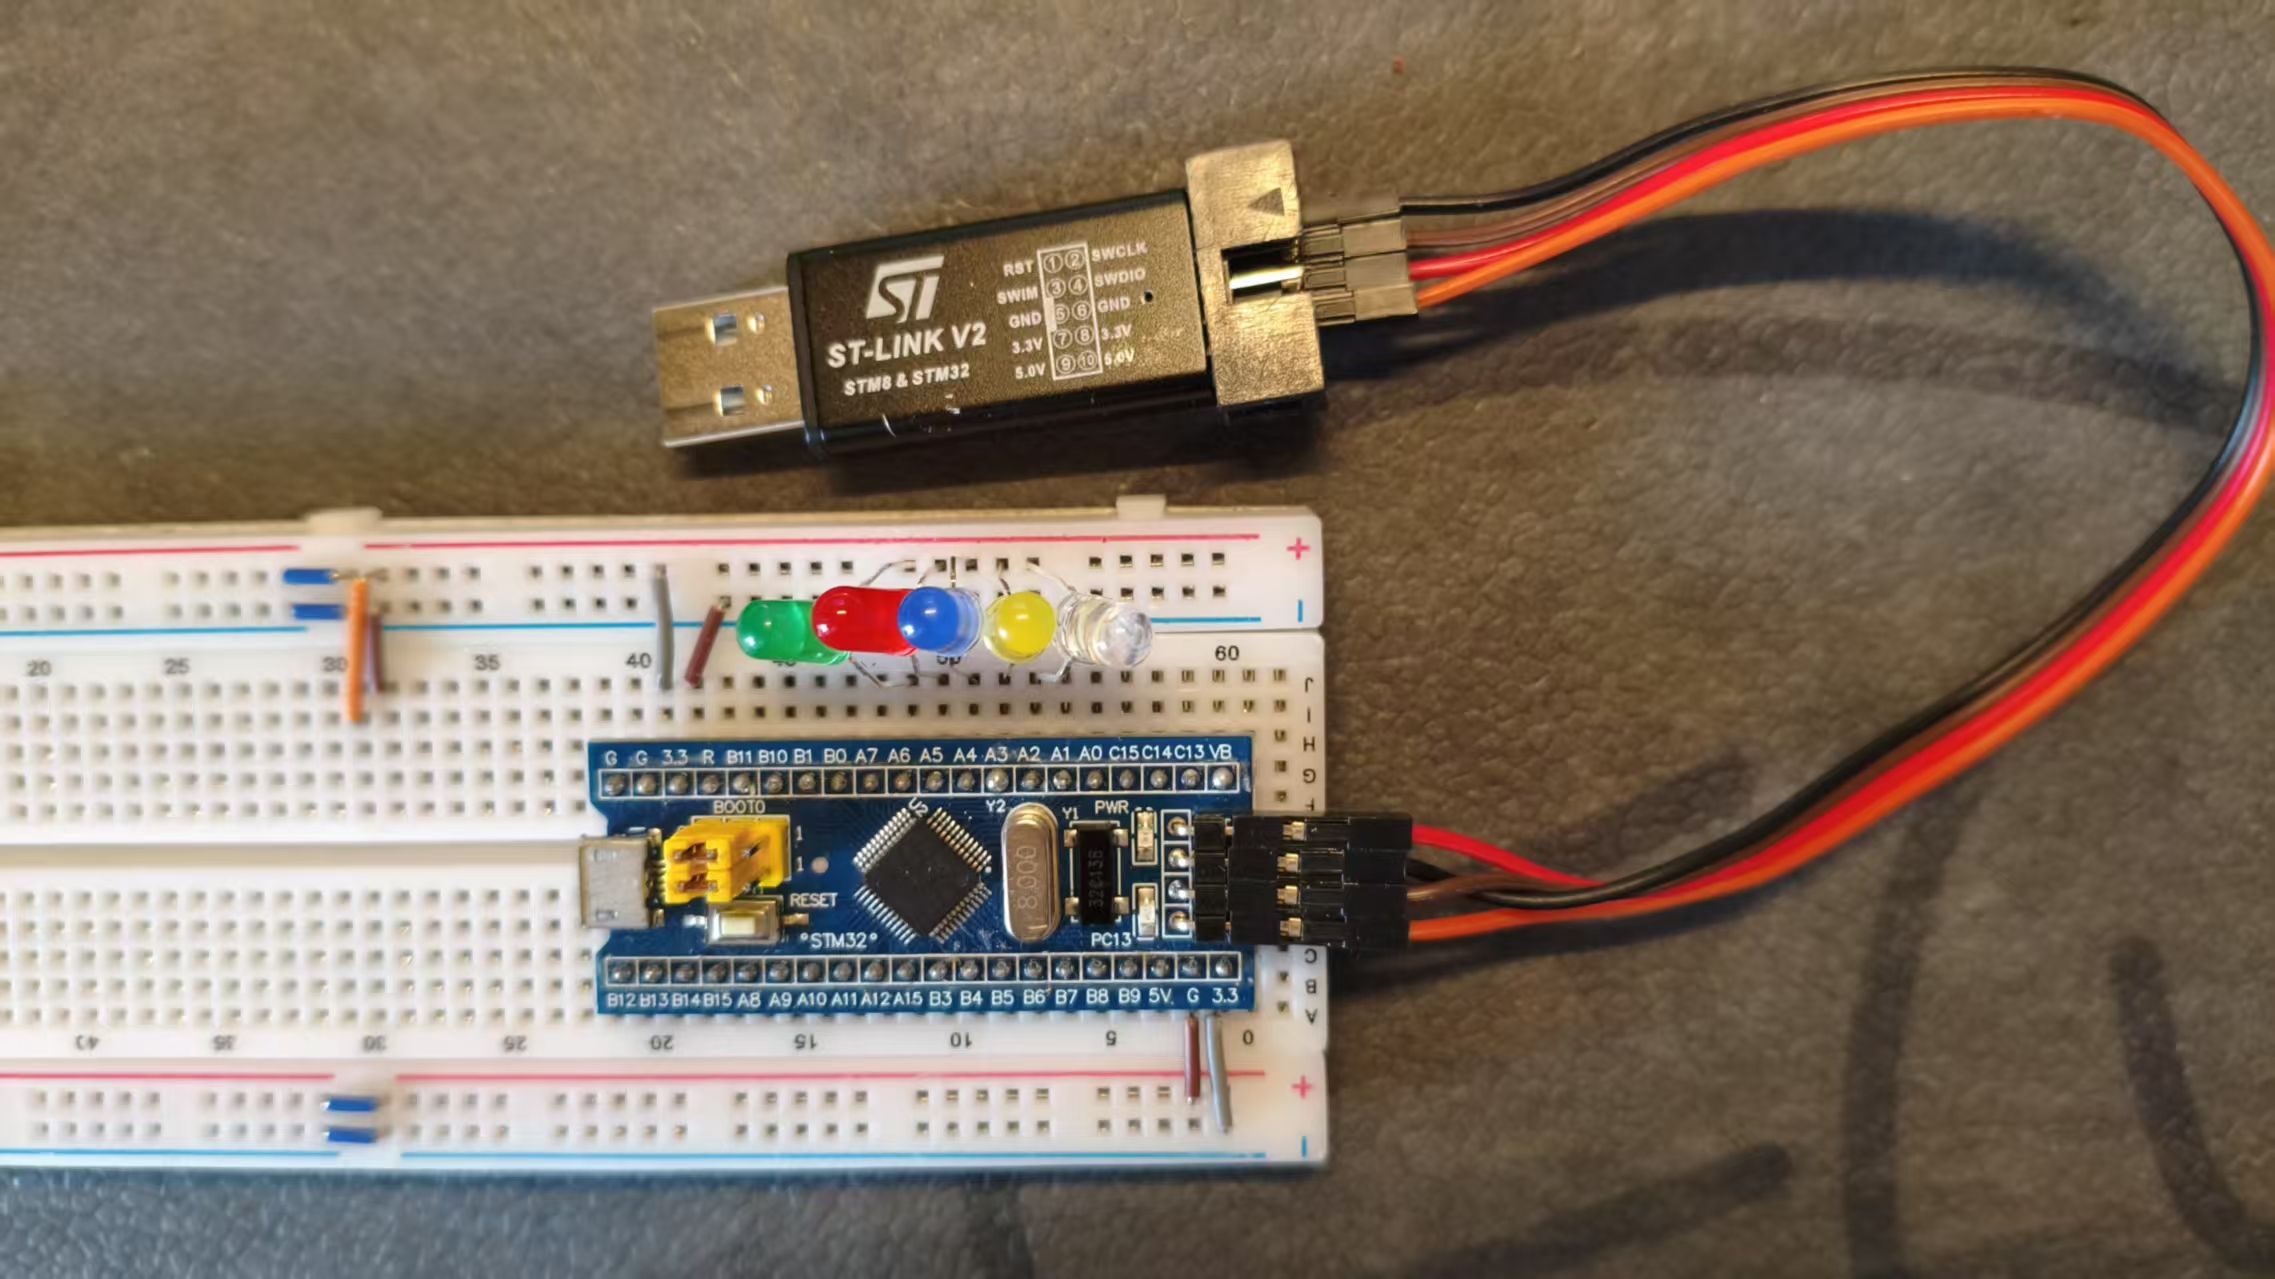 ST
ST-LINK V2
STM8 & STM32
RST 1 2 SWCLK
SWIM 3 4 SWDIO
GND 5 6 GND
3.3V 7 8 3.3V
5.0V 9 10 5.0V
+
20 25 30 35 40 60
J
I
H
G
F
G G 3.3 R B11 B10 B1 B0 A7 A6 A5 A4 A3 A2 A1 A0 C15 C14 C13 VB
BOOT0 U2 Y2 Y1 PWR
1
1
8.000
RESET
°STM32°
PC13
B12 B13 B14 B15 A8 A9 A10 A11 A12 A15 B3 B4 B5 B6 B7 B8 B9 5V G 3.3
C
B
A
40 35 30 25 20 15 10 5 0
+